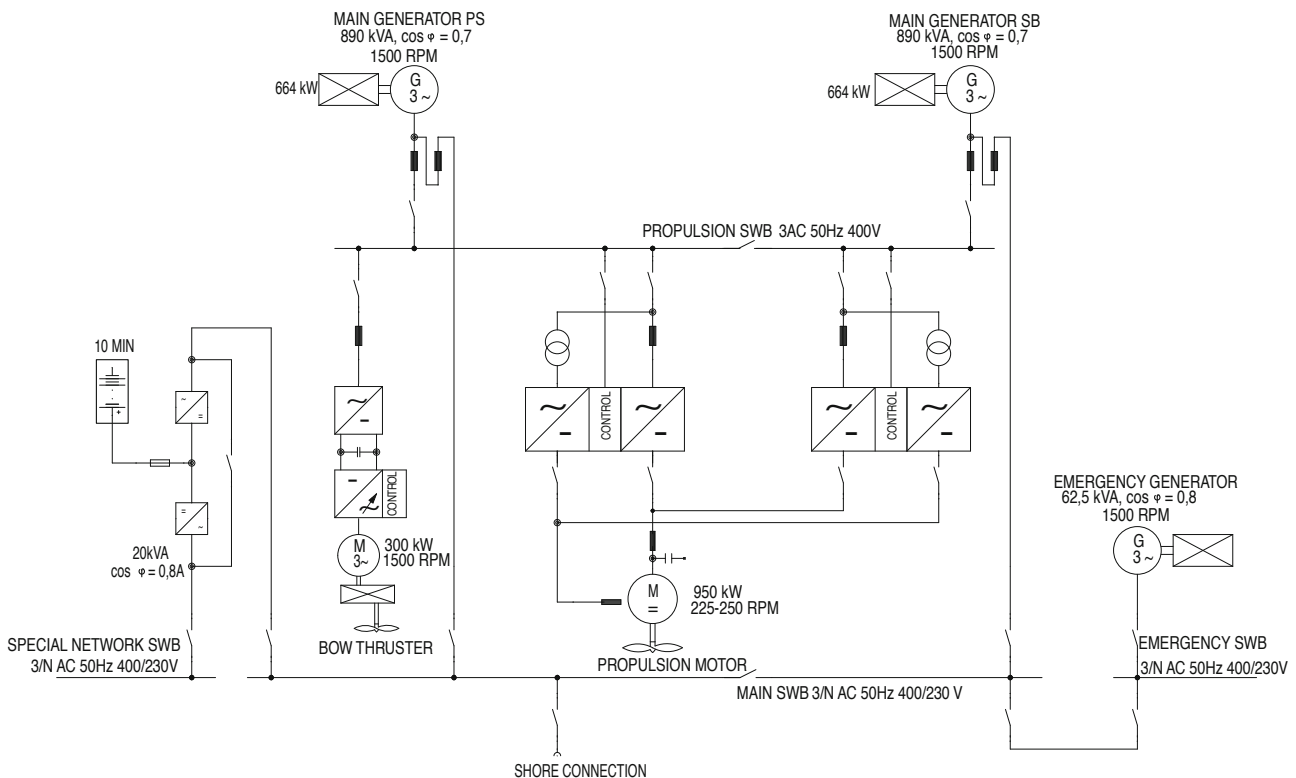 MAIN GENERATOR PS
890 kVA, cos φ = 0,7
1500 RPM
G
3 ~
664 kW
MAIN GENERATOR SB
890 kVA, cos φ = 0,7
1500 RPM
G
3 ~
664 kW
PROPULSION SWB 3AC 50Hz 400V
10 MIN
+
~
=
=
~
20kVA
cos φ = 0,8A
~
-
-
CONTROL
M
3~
300 kW
1500 RPM
BOW THRUSTER
~
-
CONTROL
~
-
~
-
CONTROL
~
-
M
=
950 kW
225-250 RPM
PROPULSION MOTOR
EMERGENCY GENERATOR
62,5 kVA, cos φ = 0,8
1500 RPM
G
3 ~
SPECIAL NETWORK SWB
3/N AC 50Hz 400/230V
MAIN SWB 3/N AC 50Hz 400/230 V
EMERGENCY SWB
3/N AC 50Hz 400/230V
SHORE CONNECTION